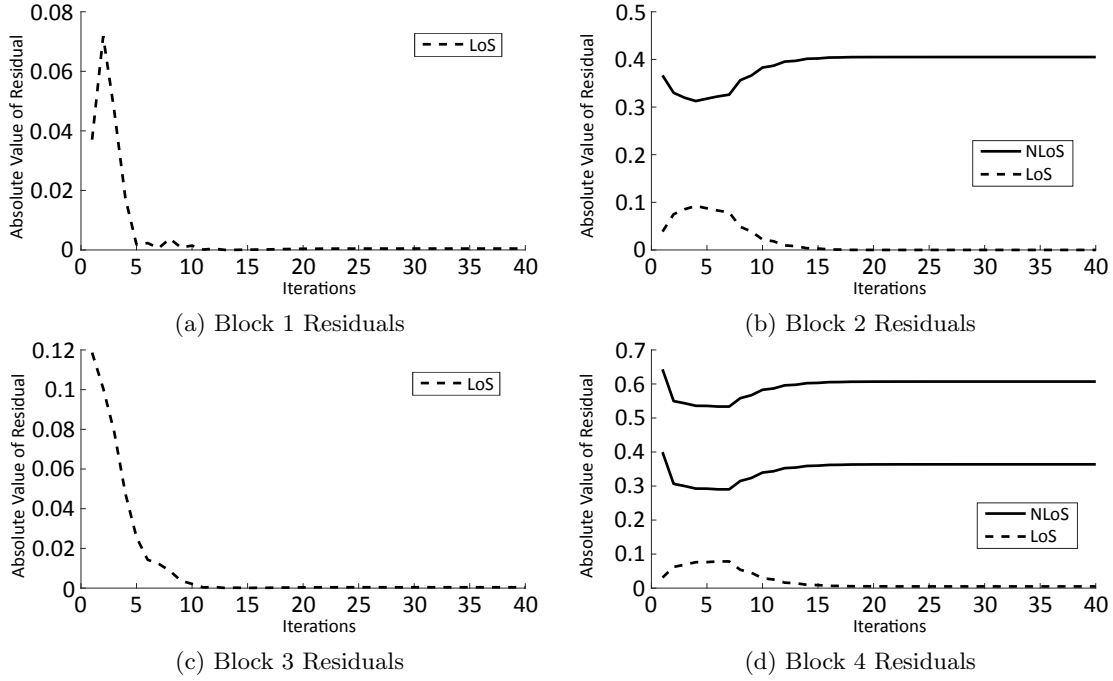 Absolute Value of Residual
0.08
0.06
0.04
0.02
0
0 5 10 15 20 25 30 35 40
Iterations
LoS
(a) Block 1 Residuals
Absolute Value of Residual
0.5
0.4
0.3
0.2
0.1
0
0 5 10 15 20 25 30 35 40
Iterations
NLoS
LoS
(b) Block 2 Residuals
Absolute Value of Residual
0.12
0.1
0.08
0.06
0.04
0.02
0
0 5 10 15 20 25 30 35 40
Iterations
LoS
(c) Block 3 Residuals
Absolute Value of Residual
0.7
0.6
0.5
0.4
0.3
0.2
0.1
0
0 5 10 15 20 25 30 35 40
Iterations
NLoS
LoS
(d) Block 4 Residuals